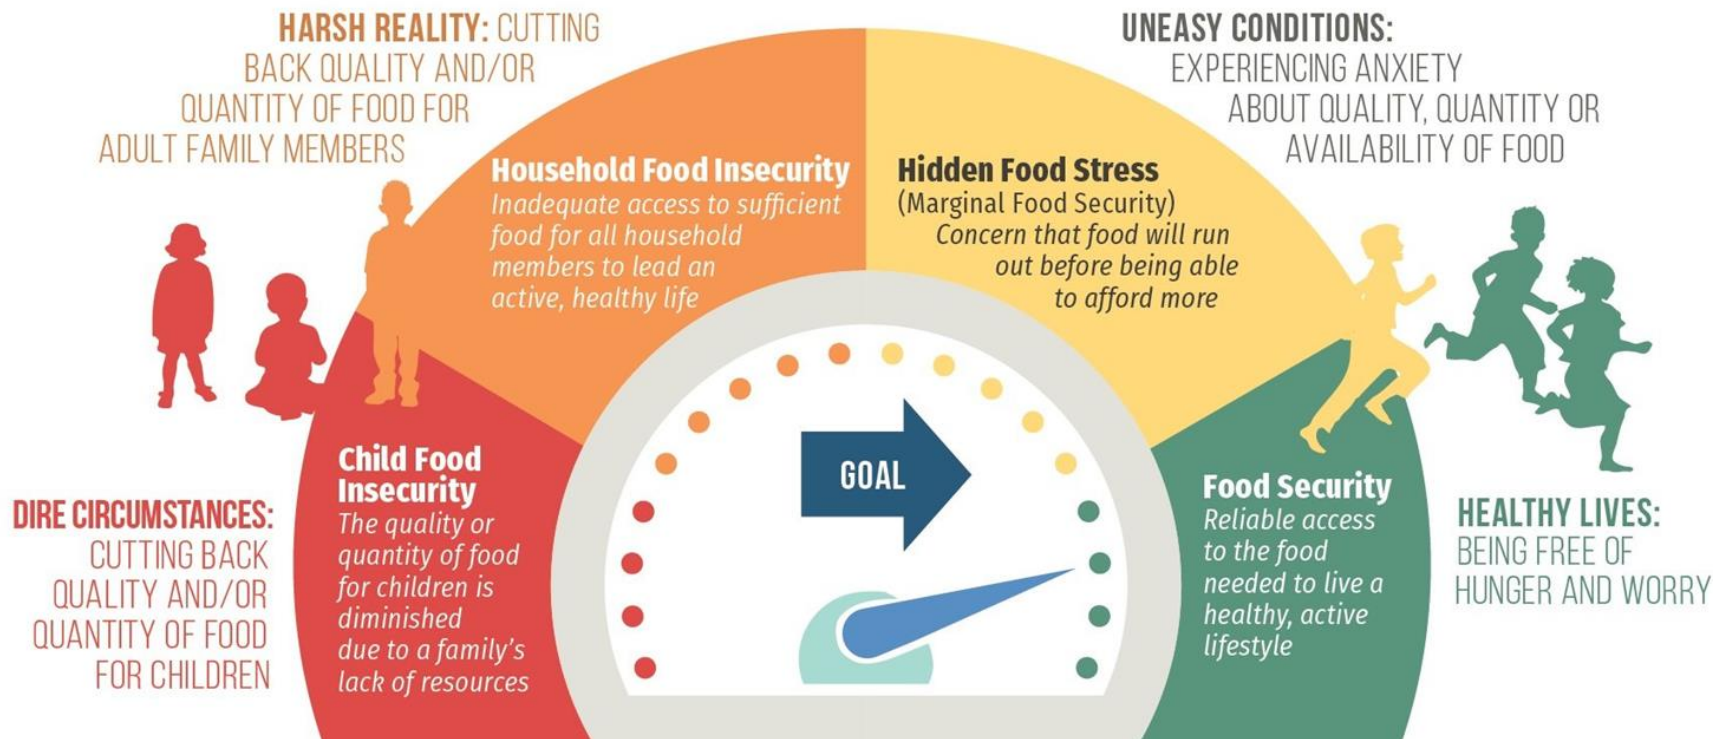 HARSH REALITY: CUTTING
BACK QUALITY AND/OR
QUANTITY OF FOOD FOR
ADULT FAMILY MEMBERS
UNEASY CONDITIONS:
EXPERIENCING ANXIETY
ABOUT QUALITY, QUANTITY OR
AVAILABILITY OF FOOD
Household Food Insecurity
Inadequate access to sufficient
food for all household
members to lead an
active, healthy life
Hidden Food Stress
(Marginal Food Security)
Concern that food will run
out before being able
to afford more
DIRE CIRCUMSTANCES:
CUTTING BACK
QUALITY AND/OR
QUANTITY OF FOOD
FOR CHILDREN
Child Food
Insecurity
The quality or
quantity of food
for children is
diminished
due to a family's
lack of resources
GOAL
Food Security
Reliable access
to the food
needed to live a
healthy, active
lifestyle
HEALTHY LIVES:
BEING FREE OF
HUNGER AND WORRY